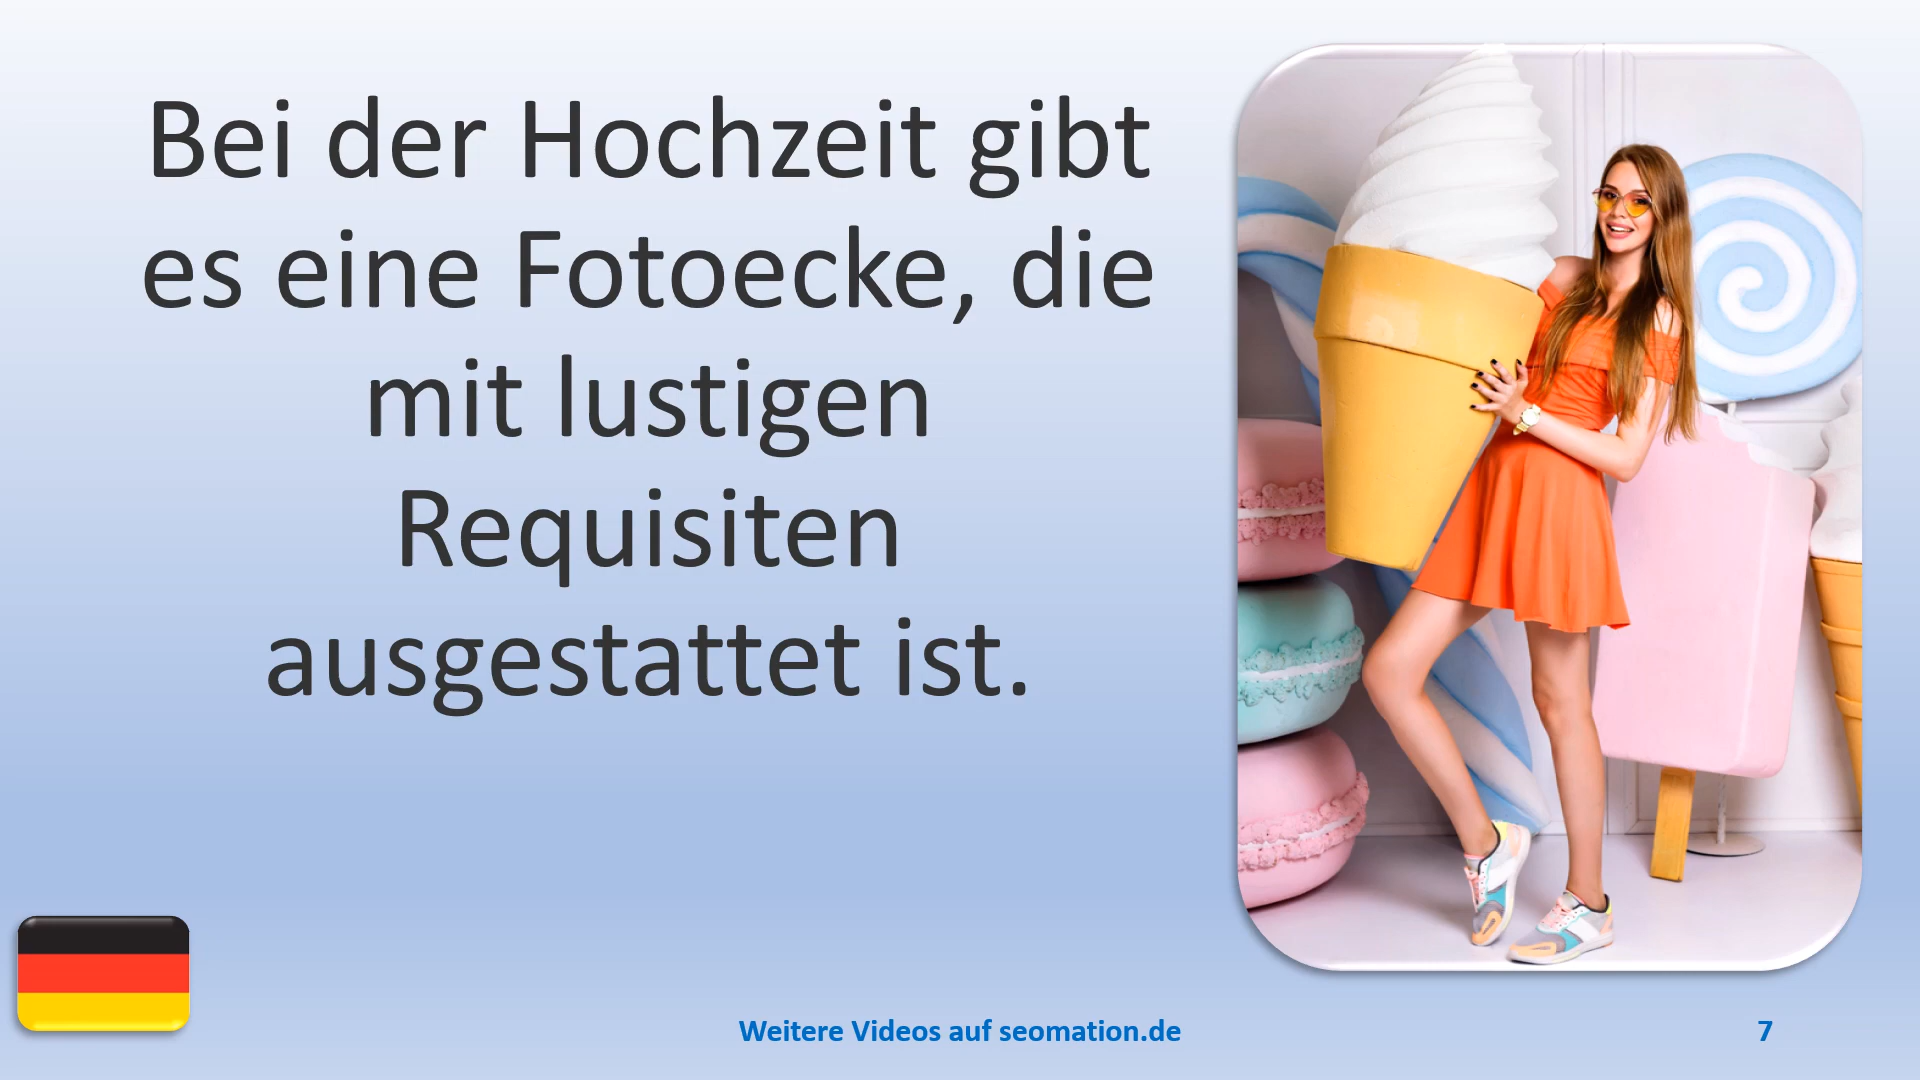 Bei der Hochzeit gibt
es eine Fotoecke, die
mit lustigen
Requisiten
ausgestattet ist.
Weitere Videos auf seomation.de
7